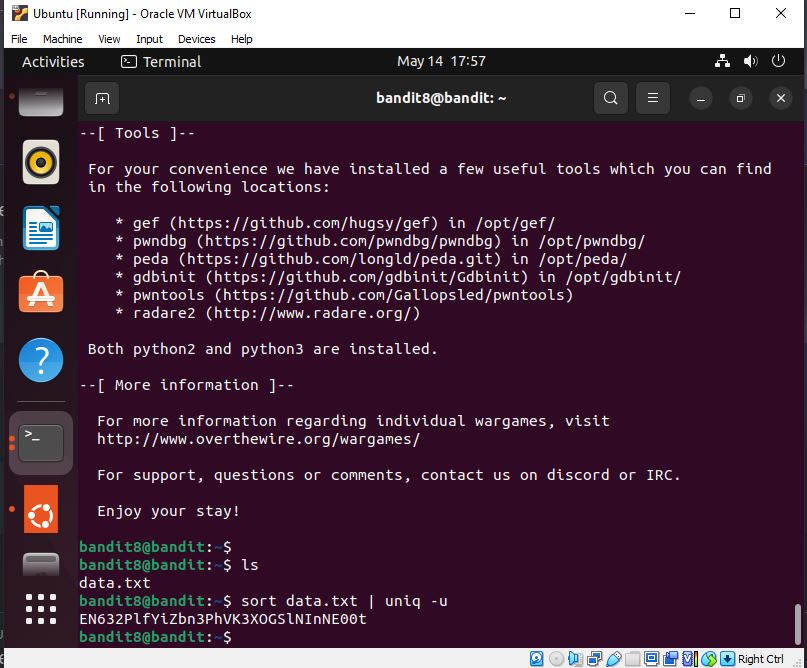 Ubuntu [Running] - Oracle VM VirtualBox
File Machine View Input Devices Help
Activities Terminal May 14 17:57
bandit8@bandit: ~
--[ Tools ]--
For your convenience we have installed a few useful tools which you can find
in the following locations:
* gef (https://github.com/hugsy/gef) in /opt/gef/
* pwndbg (https://github.com/pwndbg/pwndbg) in /opt/pwndbg/
* peda (https://github.com/longld/peda.git) in /opt/peda/
* gdbinit (https://github.com/gdbinit/Gdbinit) in /opt/gdbinit/
* pwntools (https://github.com/Gallopsled/pwntools)
* radare2 (http://www.radare.org/)
Both python2 and python3 are installed.
--[ More information ]--
For more information regarding individual wargames, visit
http://www.overthewire.org/wargames/
For support, questions or comments, contact us on discord or IRC.
Enjoy your stay!
bandit8@bandit:~$
bandit8@bandit:~$ ls
data.txt
bandit8@bandit:~$ sort data.txt | uniq -u
EN632PlfYiZbn3PhVK3XOGSlNInNE00t
bandit8@bandit:~$
Right Ctrl